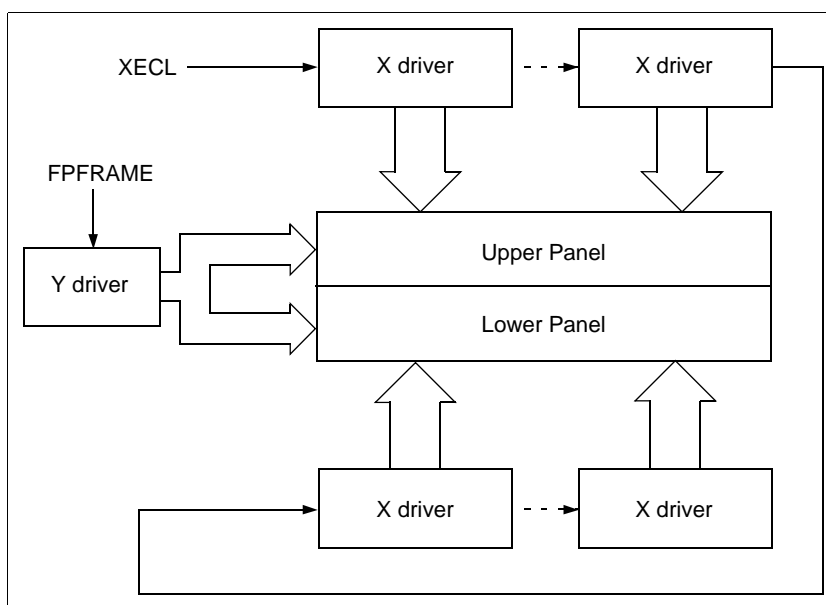 XECL
X driver
X driver
FPFRAME
Y driver
Upper Panel
Lower Panel
X driver
X driver